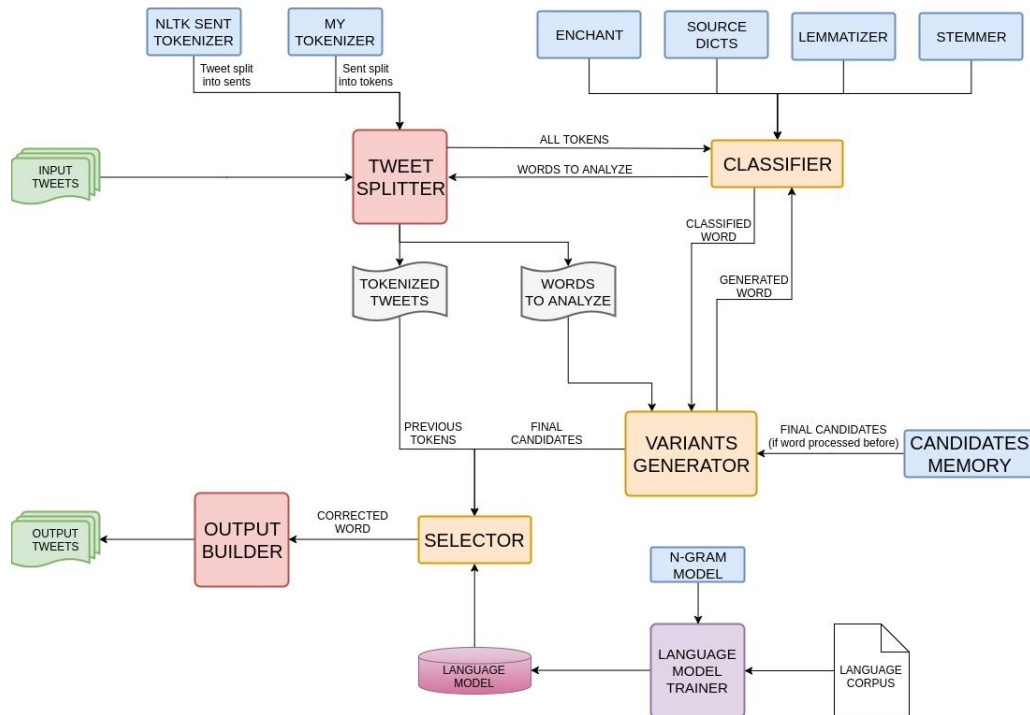 NLTK SENT
TOKENIZER
MY
TOKENIZER
ENCHANT
SOURCE
DICTS
LEMMATIZER
STEMMER
Tweet split
into sents
Sent split
into tokens
INPUT
TWEETS
TWEET
SPLITTER
ALL TOKENS
WORDS TO ANALYZE
CLASSIFIER
CLASSIFIED
WORD
GENERATED
WORD
TOKENIZED
TWEETS
WORDS
TO ANALYZE
PREVIOUS
TOKENS
FINAL
CANDIDATES
VARIANTS
GENERATOR
FINAL CANDIDATES
(if word processed before)
CANDIDATES
MEMORY
OUTPUT
TWEETS
OUTPUT
BUILDER
CORRECTED
WORD
SELECTOR
N-GRAM
MODEL
LANGUAGE
MODEL
LANGUAGE
MODEL
TRAINER
LANGUAGE
CORPUS